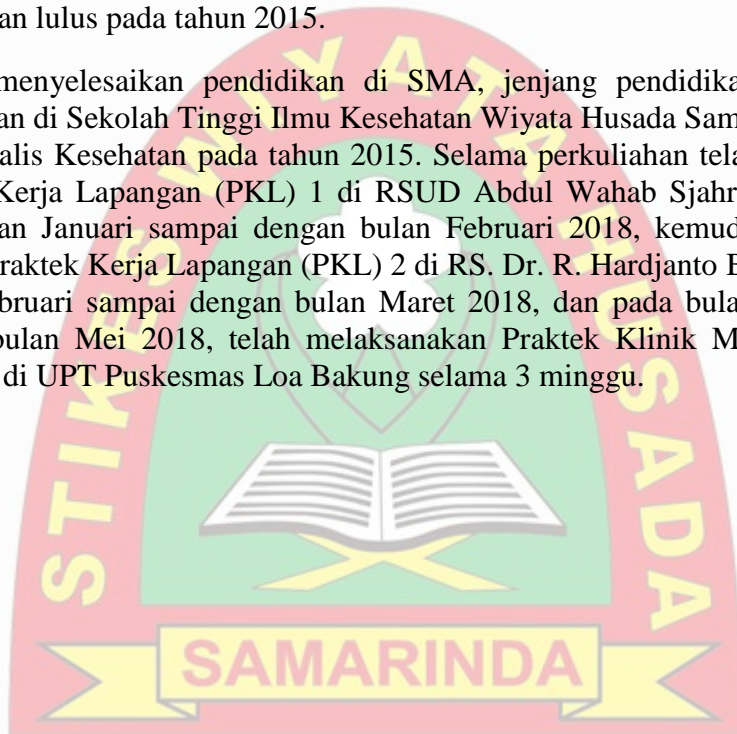 an lulus pada tahun 2015.
menyelesaikan pendidikan di SMA, jenjang pendidika
an di Sekolah Tinggi Ilmu Kesehatan Wiyata Husada Sam
alis Kesehatan pada tahun 2015. Selama perkuliahan tela
Kerja Lapangan (PKL) 1 di RSUD Abdul Wahab Sjahr
an Januari sampai dengan bulan Februari 2018, kemud
raktek Kerja Lapangan (PKL) 2 di RS. Dr. R. Hardjanto B
bruari sampai dengan bulan Maret 2018, dan pada bula
bulan Mei 2018, telah melaksanakan Praktek Klinik M
di UPT Puskesmas Loa Bakung selama 3 minggu.
STIKES WIYATA HUSADA
SAMARINDA